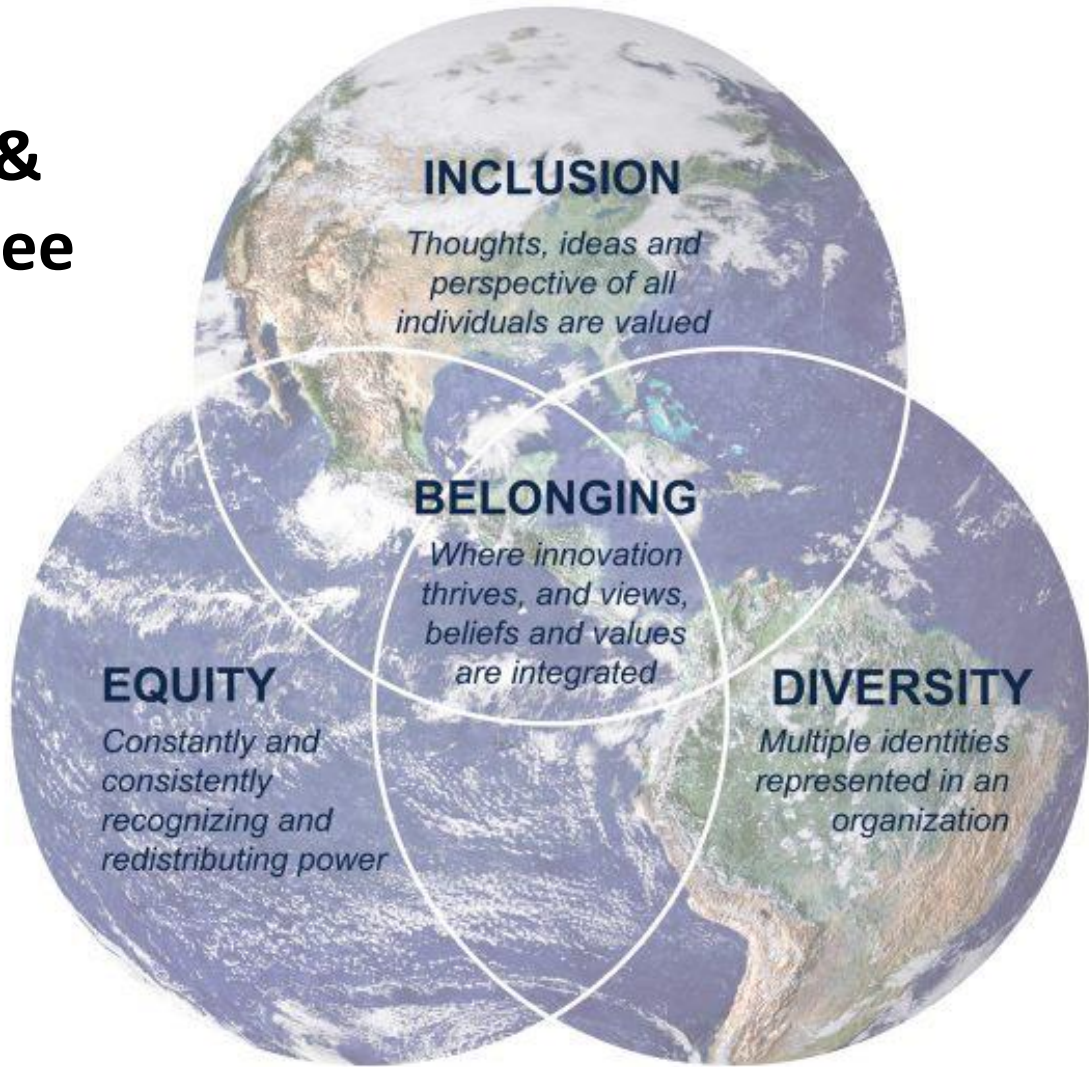 &
ee
INCLUSION
Thoughts, ideas and
perspective of all
individuals are valued
BELONGING
Where innovation
thrives, and views,
beliefs and values
are integrated
EQUITY
Constantly and
consistently
recognizing and
redistributing power
DIVERSITY
Multiple identities
represented in an
organization